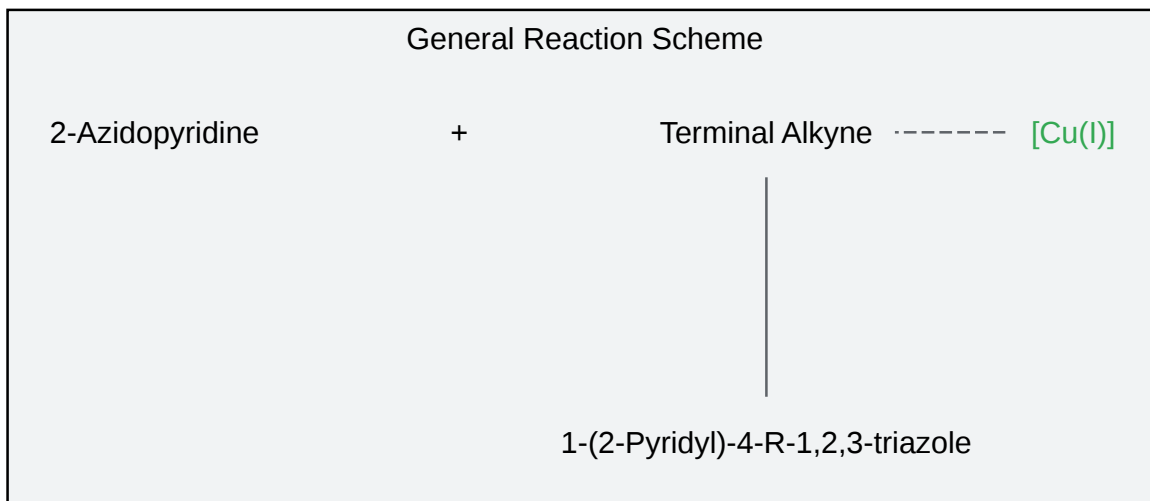 General Reaction Scheme
2-Azidopyridine + Terminal Alkyne [Cu(I)]
1-(2-Pyridyl)-4-R-1,2,3-triazole